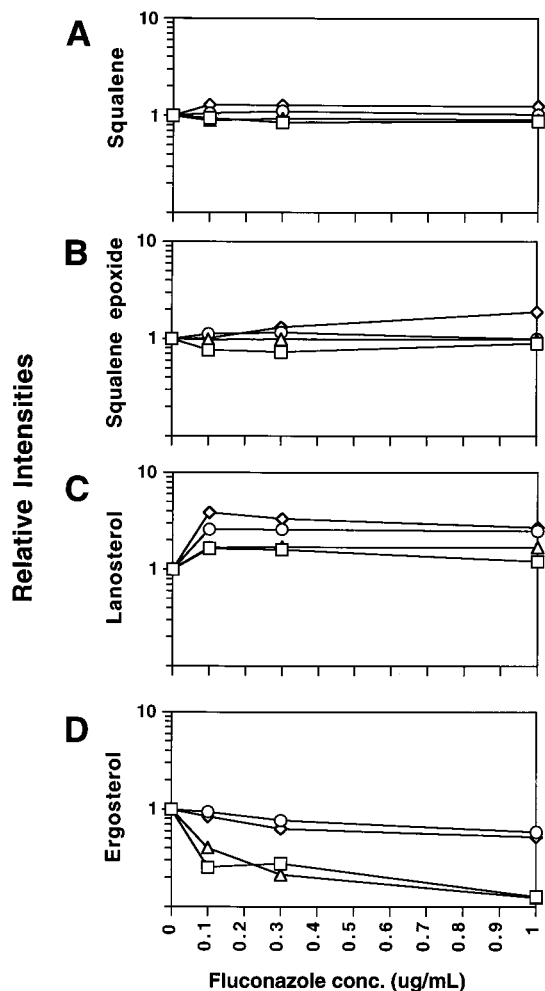 A
Squalene
10
1
B
Squalene epoxide
10
1
Relative Intensities
C
Lanosterol
10
1
D
Ergosterol
10
1
0 0.1 0.2 0.3 0.4 0.5 0.6 0.7 0.8 0.9 1
Fluconazole conc. (ug/mL)